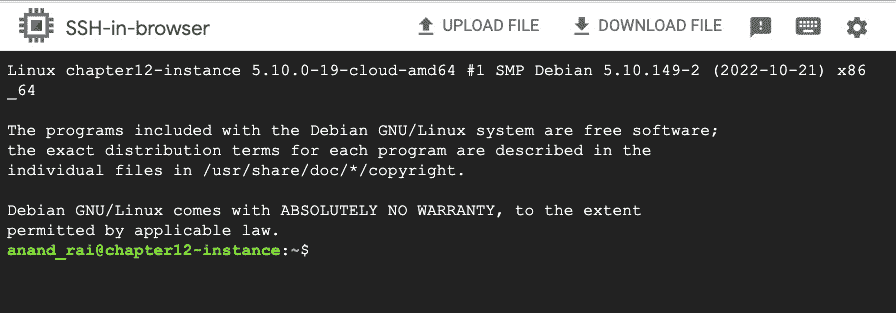 SSH-in-browser
UPLOAD FILE
DOWNLOAD FILE
Linux chapter12-instance 5.10.0-19-cloud-amd64 #1 SMP Debian 5.10.149-2 (2022-10-21) x86
_64
The programs included with the Debian GNU/Linux system are free software;
the exact distribution terms for each program are described in the
individual files in /usr/share/doc/*/copyright.
Debian GNU/Linux comes with ABSOLUTELY NO WARRANTY, to the extent
permitted by applicable law.
anand_rai@chapter12-instance:~$